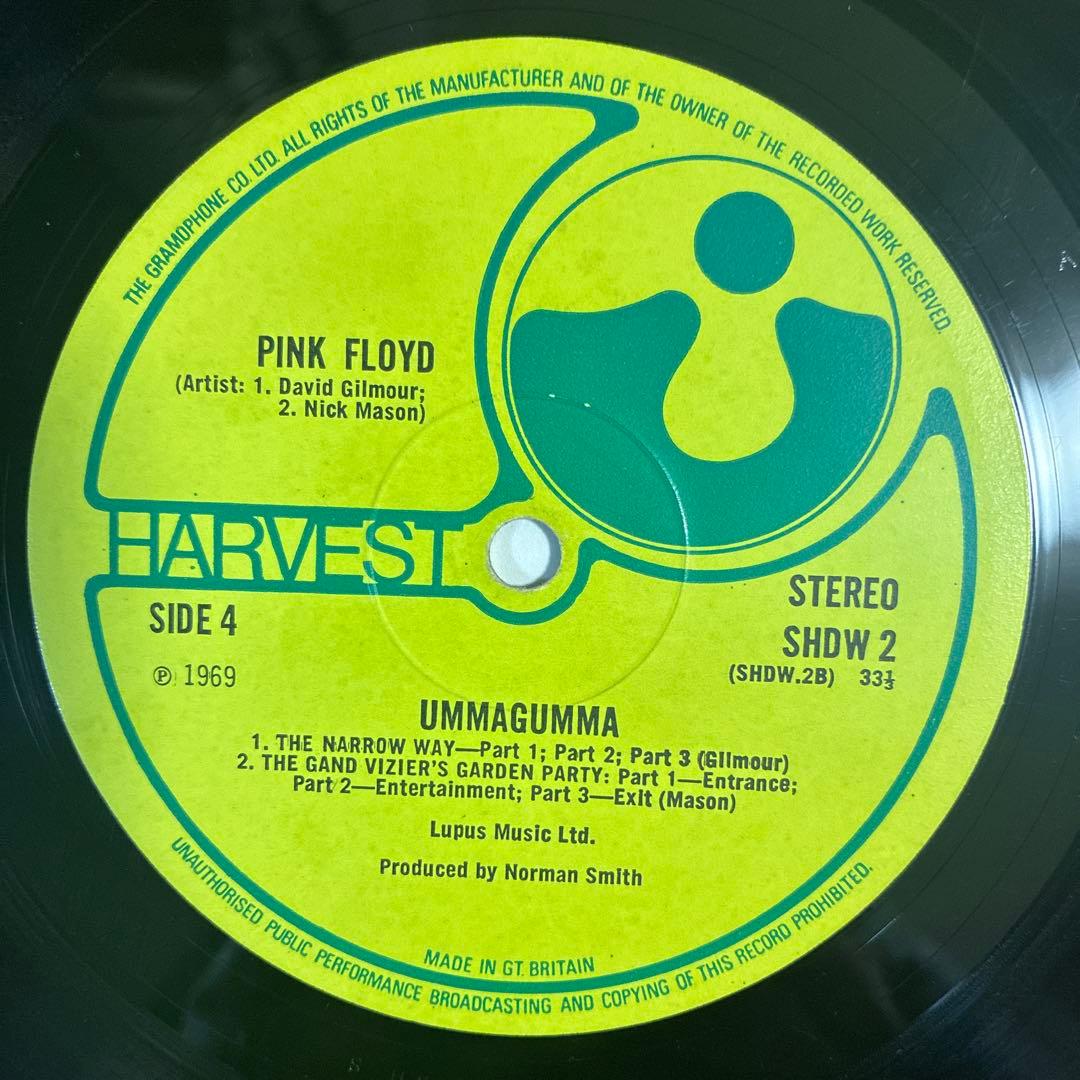 THE GRAMOPHONE CO. LTD. ALL RIGHTS OF THE MANUFACTURER AND OF THE OWNER OF THE RECORDED WORK RESERVED.
PINK FLOYD
(Artist: 1. David Gilmour;
2. Nick Mason)
HARVEST
SIDE 4
℗ 1969
STEREO
SHDW 2
(SHDW.2B) 33⅓
UMMAGUMMA
1. THE NARROW WAY—Part 1; Part 2; Part 3 (Gilmour)
2. THE GAND VIZIER'S GARDEN PARTY: Part 1—Entrance;
Part 2—Entertainment; Part 3—Exit (Mason)
Lupus Music Ltd.
Produced by Norman Smith
MADE IN GT. BRITAIN
UNAUTHORISED PUBLIC PERFORMANCE BROADCASTING AND COPYING OF THIS RECORD PROHIBITED.